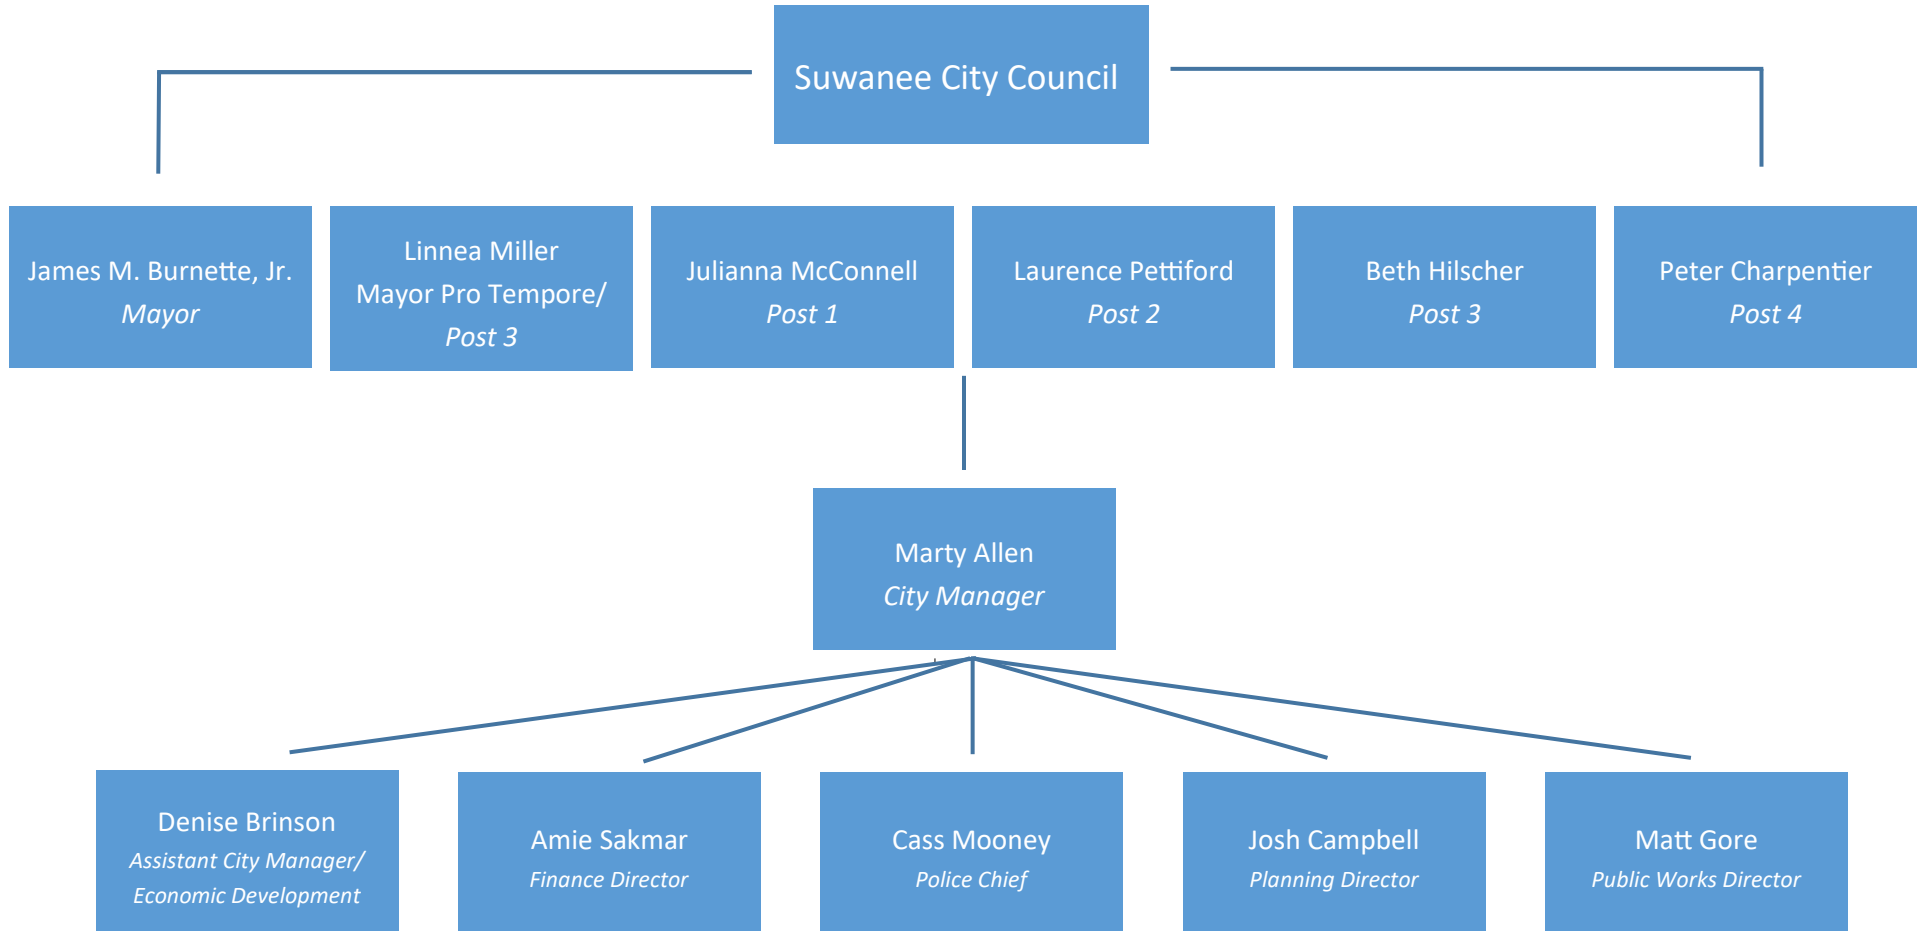 Suwanee City Council
James M. Burnette, Jr.
Mayor
Linnea Miller
Mayor Pro Tempore/
Post 3
Julianna McConnell
Post 1
Laurence Pettiford
Post 2
Beth Hilscher
Post 3
Peter Charpentier
Post 4
Marty Allen
City Manager
Denise Brinson
Assistant City Manager/
Economic Development
Amie Sakmar
Finance Director
Cass Mooney
Police Chief
Josh Campbell
Planning Director
Matt Gore
Public Works Director